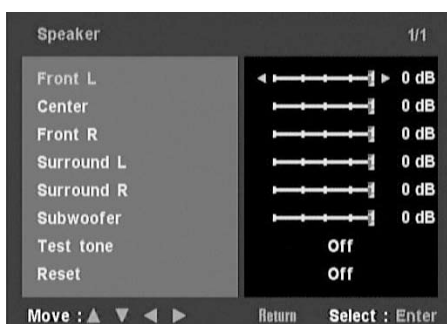 Speaker 1/1
Front L 0 dB
Center 0 dB
Front R 0 dB
Surround L 0 dB
Surround R 0 dB
Subwoofer 0 dB
Test tone Off
Reset Off
Move : Return Select : Enter